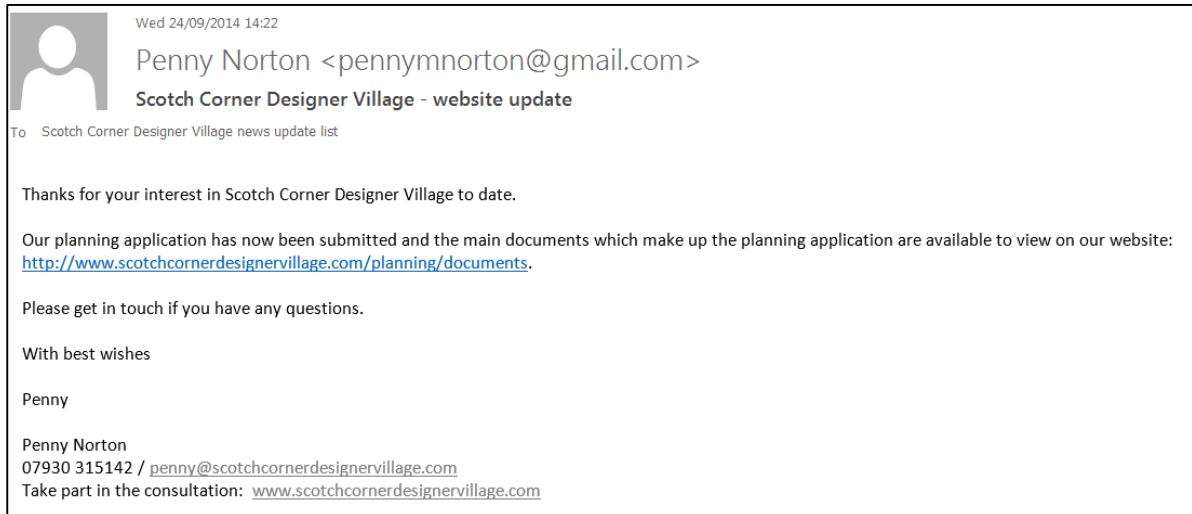 Wed 24/09/2014 14:22
Penny Norton <pennymnorton@gmail.com>
Scotch Corner Designer Village - website update
To Scotch Corner Designer Village news update list
Thanks for your interest in Scotch Corner Designer Village to date.
Our planning application has now been submitted and the main documents which make up the planning application are available to view on our website:
http://www.scotchcornerdesignervillage.com/planning/documents.
Please get in touch if you have any questions.
With best wishes
Penny
Penny Norton
07930 315142 / penny@scotchcornerdesignervillage.com
Take part in the consultation: www.scotchcornerdesignervillage.com